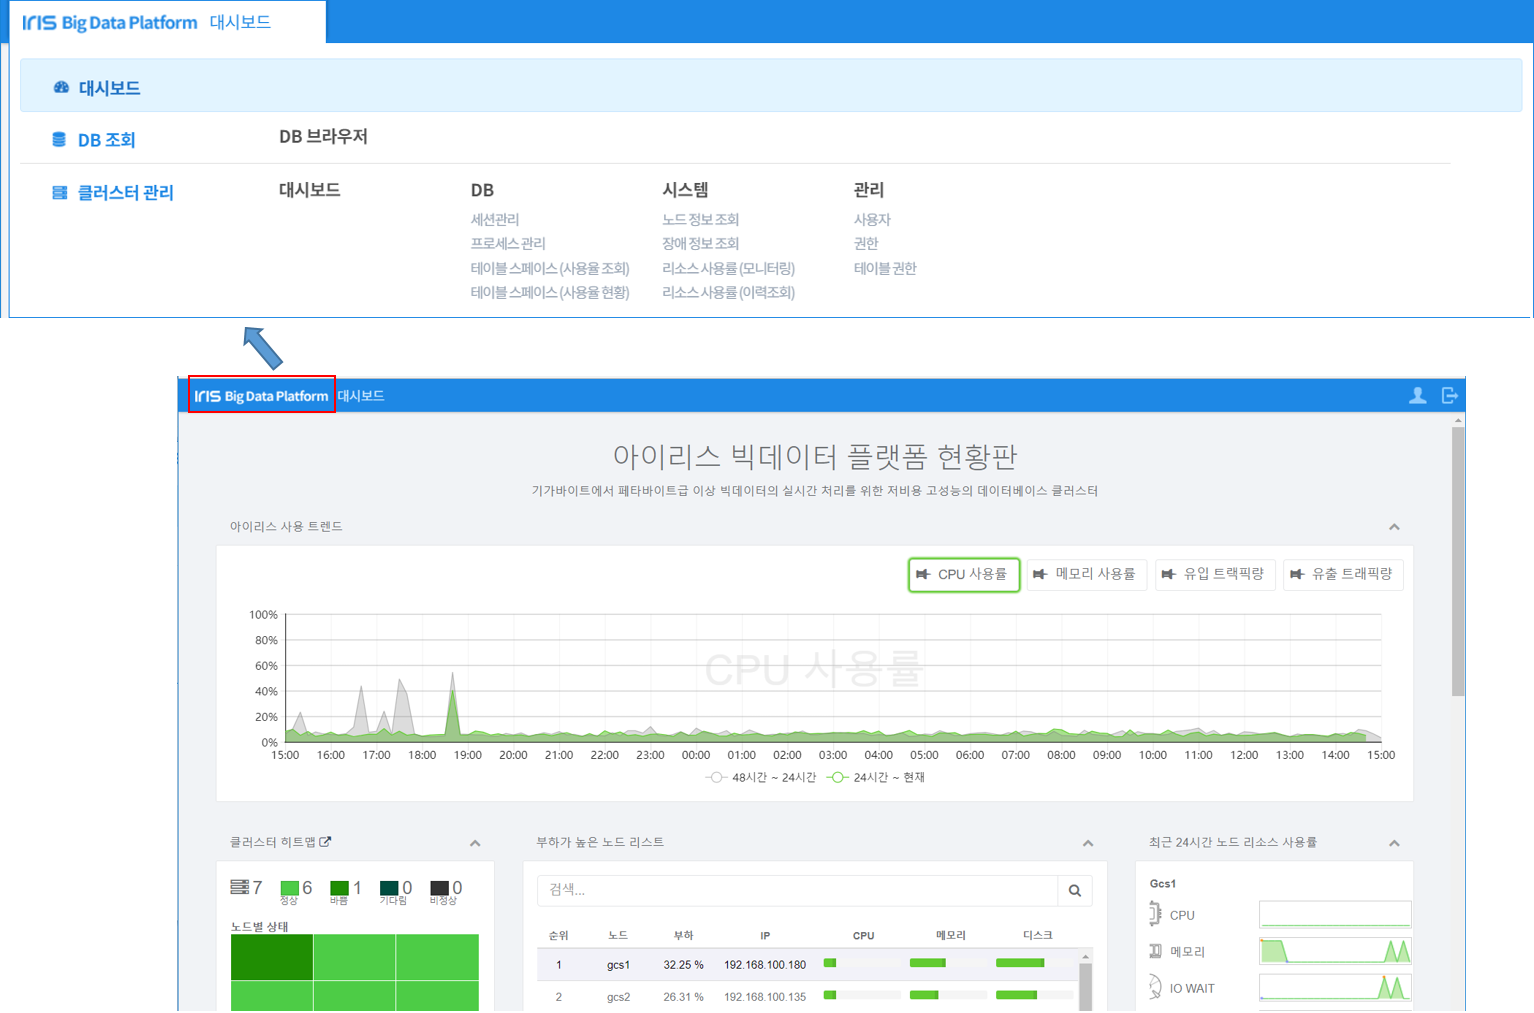 IRIS Big Data Platform 대시보드
대시보드
DB 조회 DB 브라우저
클러스터 관리 대시보드 DB 시스템 관리
세션관리 노드 정보 조회 사용자
프로세스 관리 장애 정보 조회 권한
테이블 스페이스 (사용율 조회) 리소스 사용률 (모니터링) 테이블 권한
테이블 스페이스 (사용율 현황) 리소스 사용률 (이력조회)
IRIS Big Data Platform 대시보드
아이리스 빅데이터 플랫폼 현황판
기가바이트에서 페타바이트급 이상 빅데이터의 실시간 처리를 위한 저비용 고성능의 데이터베이스 클러스터
아이리스 사용 트렌드
CPU 사용률 메모리 사용률 유입 트랙픽량 유출 트래픽량
CPU 사용률
100%
80%
60%
40%
20%
0%
15:00 16:00 17:00 18:00 19:00 20:00 21:00 22:00 23:00 00:00 01:00 02:00 03:00 04:00 05:00 06:00 07:00 08:00 09:00 10:00 11:00 12:00 13:00 14:00 15:00
48시간 ~ 24시간 24시간 ~ 현재
클러스터 히트맵 부하가 높은 노드 리스트 최근 24시간 노드 리소스 사용률
7 6 1 0 0
정상 바쁨 기다림 비정상
노드별 상태
검색...
순위 노드 부하 IP CPU 메모리 디스크
1 gcs1 32.25 % 192.168.100.180
2 gcs2 26.31 % 192.168.100.135
Gcs1
CPU
메모리
IO WAIT